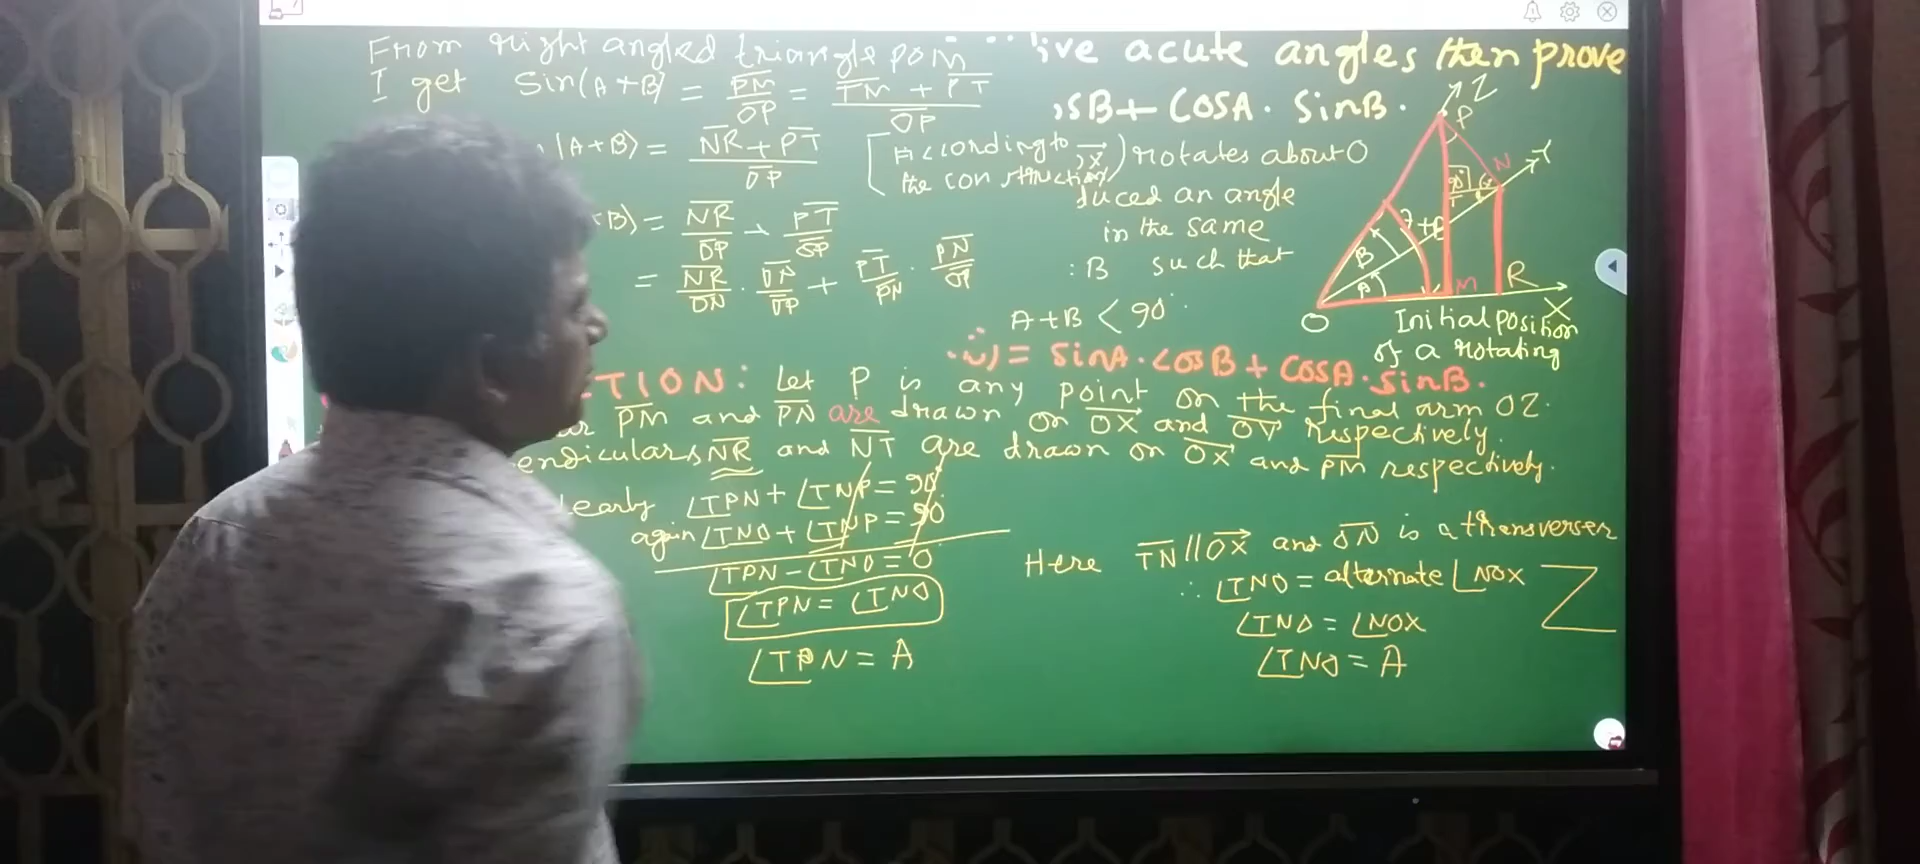 From right angled triangle POM
I get Sin(A+B) = PM/OP = TM + PT/OP
(A+B) = NR + PT/OP [According to the construction]
B) = NR/OP + PT/OP
= NR/ON · ON/OP + PT/PN · PN/OP
'ive acute angles then prove
sB + COSA · SinB ·
) rotates about O
duced an angle
in the same
: B such that
A+B < 90°
= SinA · COSB + COSA · SinB ·
TION: Let P is any point on the final arm OZ.
PM and PN are drawn on OX and OY respectively.
endiculars NR and NT are drawn on OX and PM respectively.
early ∠TPN + ∠TNP = 90°
again ∠TNO + ∠TNP = 90°
∠TPN - ∠TNO = 0
∠TPN = ∠TNO
∠TPN = A
Here TN // OX and ON is a transverser
∴ ∠TNO = alternate ∠NOX
∠TNO = ∠NOX
∠TNO = A
Z
P
N
Y
90°
T
A+B
B
A
O
M
R
X
Initial position
of a rotating